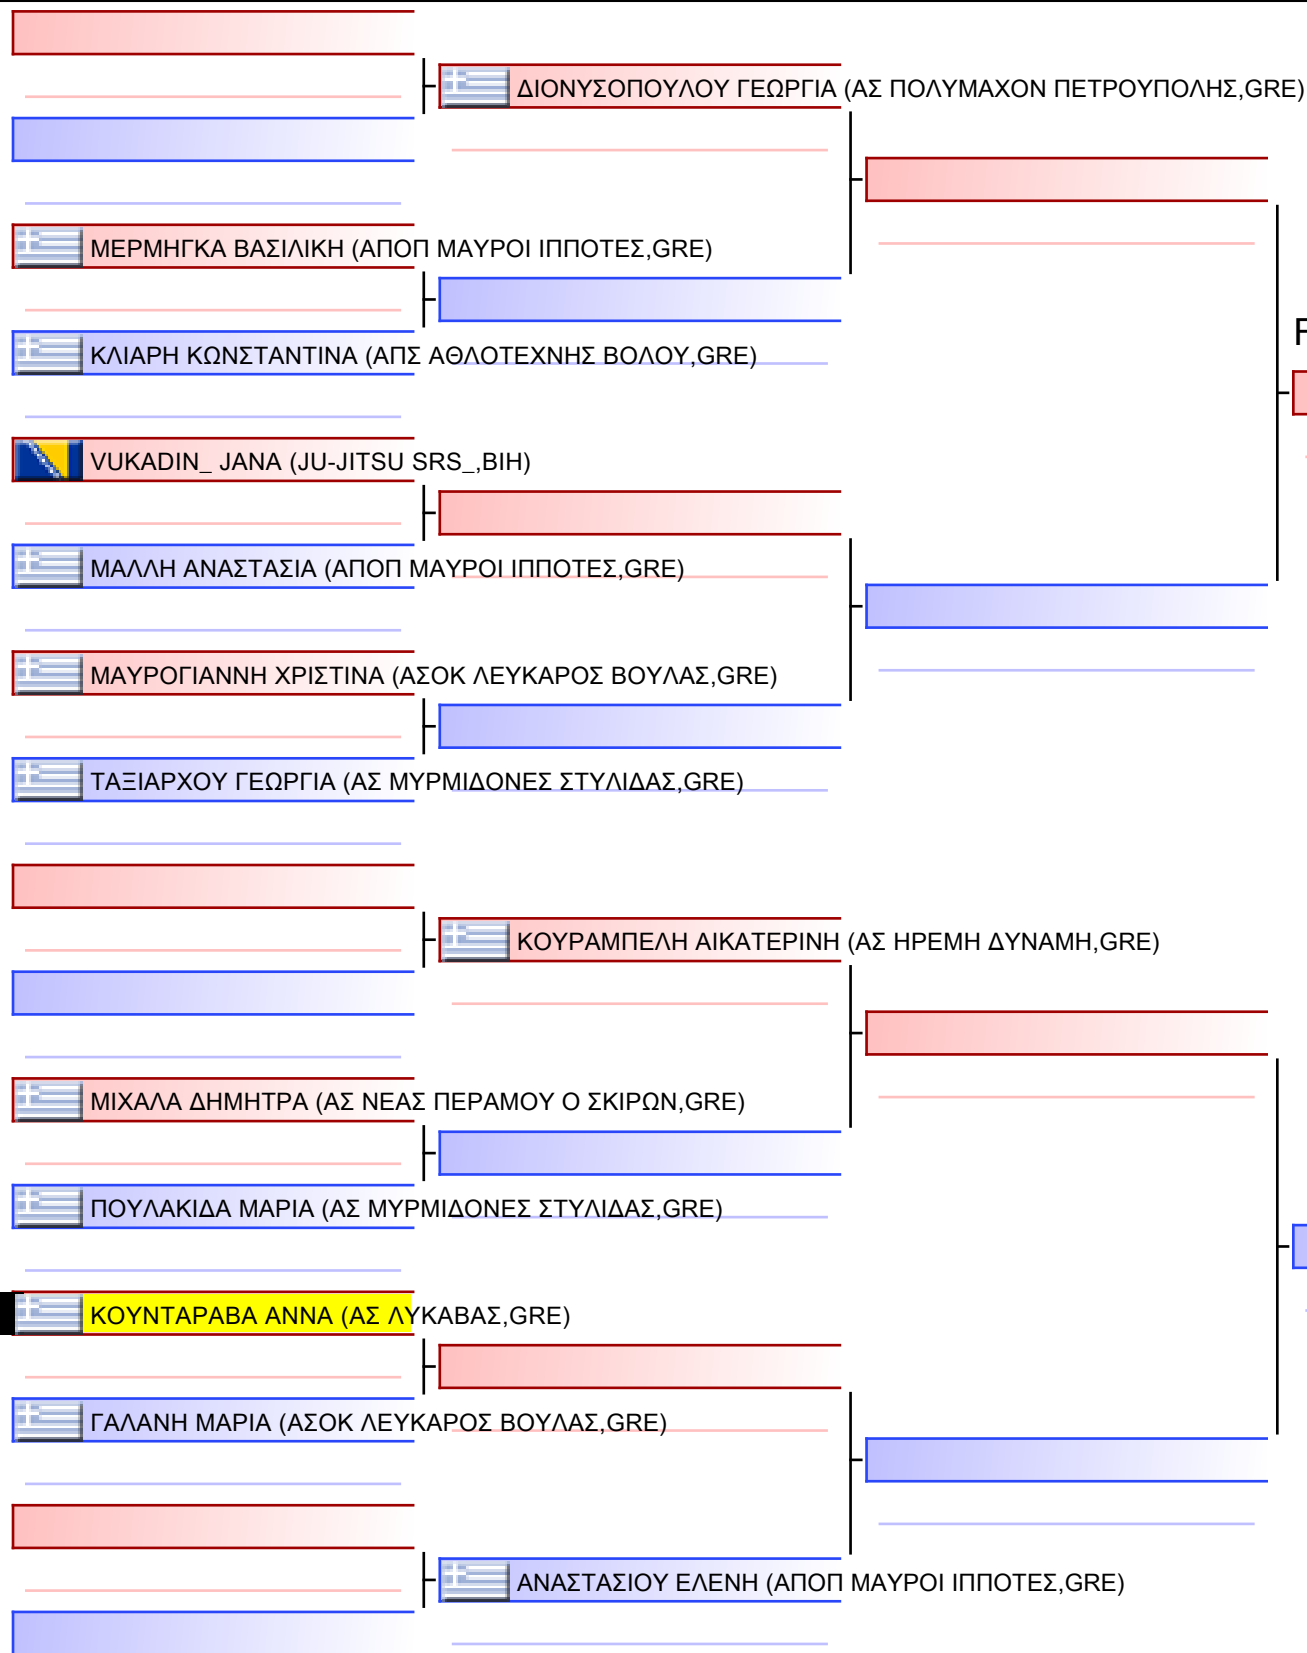 ΔΙΟΝΥΣΟΠΟΥΛΟΥ ΓΕΩΡΓΙΑ (ΑΣ ΠΟΛΥΜΑΧΟΝ ΠΕΤΡΟΥΠΟΛΗΣ,GRE)
ΜΕΡΜΗΓΚΑ ΒΑΣΙΛΙΚΗ (ΑΠΟΠ ΜΑΥΡΟΙ ΙΠΠΟΤΕΣ,GRE)
ΚΛΙΑΡΗ ΚΩΝΣΤΑΝΤΙΝΑ (ΑΠΣ ΑΘΛΟΤΕΧΝΗΣ ΒΟΛΟΥ,GRE)
VUKADIN_ JANA (JU-JITSU SRS_,BIH)
ΜΑΛΛΗ ΑΝΑΣΤΑΣΙΑ (ΑΠΟΠ ΜΑΥΡΟΙ ΙΠΠΟΤΕΣ,GRE)
ΜΑΥΡΟΓΙΑΝΝΗ ΧΡΙΣΤΙΝΑ (ΑΣΟΚ ΛΕΥΚΑΡΟΣ ΒΟΥΛΑΣ,GRE)
ΤΑΞΙΑΡΧΟΥ ΓΕΩΡΓΙΑ (ΑΣ ΜΥΡΜΙΔΟΝΕΣ ΣΤΥΛΙΔΑΣ,GRE)
ΚΟΥΡΑΜΠΕΛΗ ΑΙΚΑΤΕΡΙΝΗ (ΑΣ ΗΡΕΜΗ ΔΥΝΑΜΗ,GRE)
ΜΙΧΑΛΑ ΔΗΜΗΤΡΑ (ΑΣ ΝΕΑΣ ΠΕΡΑΜΟΥ Ο ΣΚΙΡΩΝ,GRE)
ΠΟΥΛΑΚΙΔΑ ΜΑΡΙΑ (ΑΣ ΜΥΡΜΙΔΟΝΕΣ ΣΤΥΛΙΔΑΣ,GRE)
ΚΟΥΝΤΑΡΑΒΑ ΑΝΝΑ (ΑΣ ΛΥΚΑΒΑΣ,GRE)
ΓΑΛΑΝΗ ΜΑΡΙΑ (ΑΣΟΚ ΛΕΥΚΑΡΟΣ ΒΟΥΛΑΣ,GRE)
ΑΝΑΣΤΑΣΙΟΥ ΕΛΕΝΗ (ΑΠΟΠ ΜΑΥΡΟΙ ΙΠΠΟΤΕΣ,GRE)